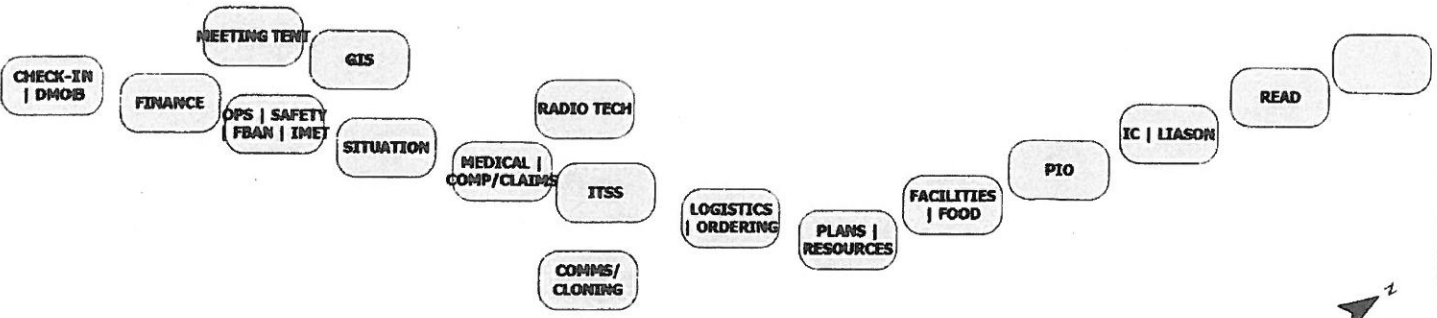 MEETING TENT
GIS
CHECK-IN
| DMOB
FINANCE
OPS | SAFETY
| FBAN | IMET
SITUATION
RADIO TECH
MEDICAL |
COMP/CLAIMS
ITSS
COMMS/
CLONING
LOGISTICS
| ORDERING
PLANS |
RESOURCES
FACILITIES
| FOOD
PIO
IC | LIASON
READ
N